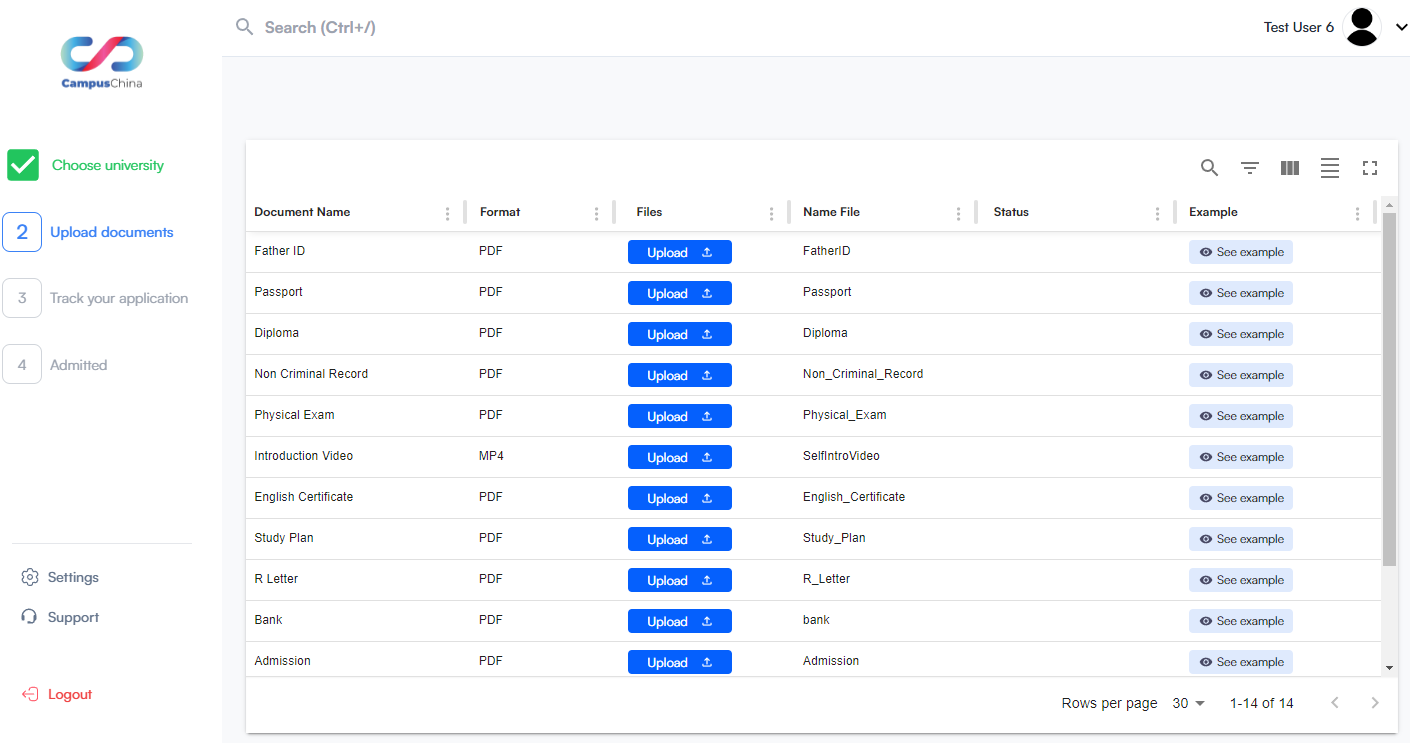 Search (Ctrl+/)
Test User 6
CampusChina
Choose university
2 Upload documents
3 Track your application
4 Admitted
Settings
Support
Logout
Document Name Format Files Name File Status Example
Father ID PDF Upload FatherID See example
Passport PDF Upload Passport See example
Diploma PDF Upload Diploma See example
Non Criminal Record PDF Upload Non_Criminal_Record See example
Physical Exam PDF Upload Physical_Exam See example
Introduction Video MP4 Upload SelfIntroVideo See example
English Certificate PDF Upload English_Certificate See example
Study Plan PDF Upload Study_Plan See example
R Letter PDF Upload R_Letter See example
Bank PDF Upload bank See example
Admission PDF Upload Admission See example
Rows per page 30 1-14 of 14